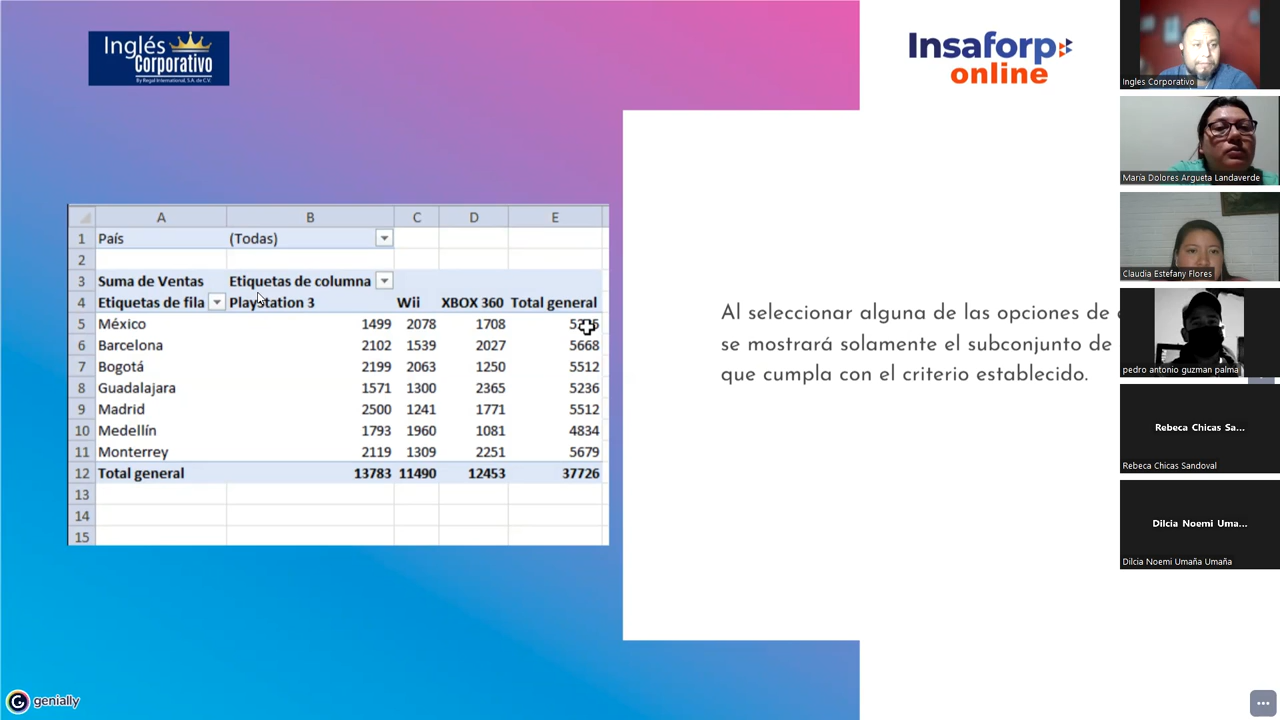 Inglés
Corporativo
By Regal International, S.A. de C.V.
Insaforp
online
A B C D E
1 País (Todas)
2
3 Suma de Ventas Etiquetas de columna
4 Etiquetas de fila PlayStation 3 Wii XBOX 360 Total general
5 México 1499 2078 1708
6 Barcelona 2102 1539 2027 5668
7 Bogotá 2199 2063 1250 5512
8 Guadalajara 1571 1300 2365 5236
9 Madrid 2500 1241 1771 5512
10 Medellín 1793 1960 1081 4834
11 Monterrey 2119 1309 2251 5679
12 Total general 13783 11490 12453 37726
13
14
15
Al seleccionar alguna de las opciones de
se mostrará solamente el subconjunto de
que cumpla con el criterio establecido.
Ingles Corporativo
María Dolores Argueta Landaverde
Claudia Estefany Flores
pedro antonio guzman palma
Rebeca Chicas Sa...
Rebeca Chicas Sandoval
Dilcia Noemi Uma...
Dilcia Noemi Umaña Umaña
genially